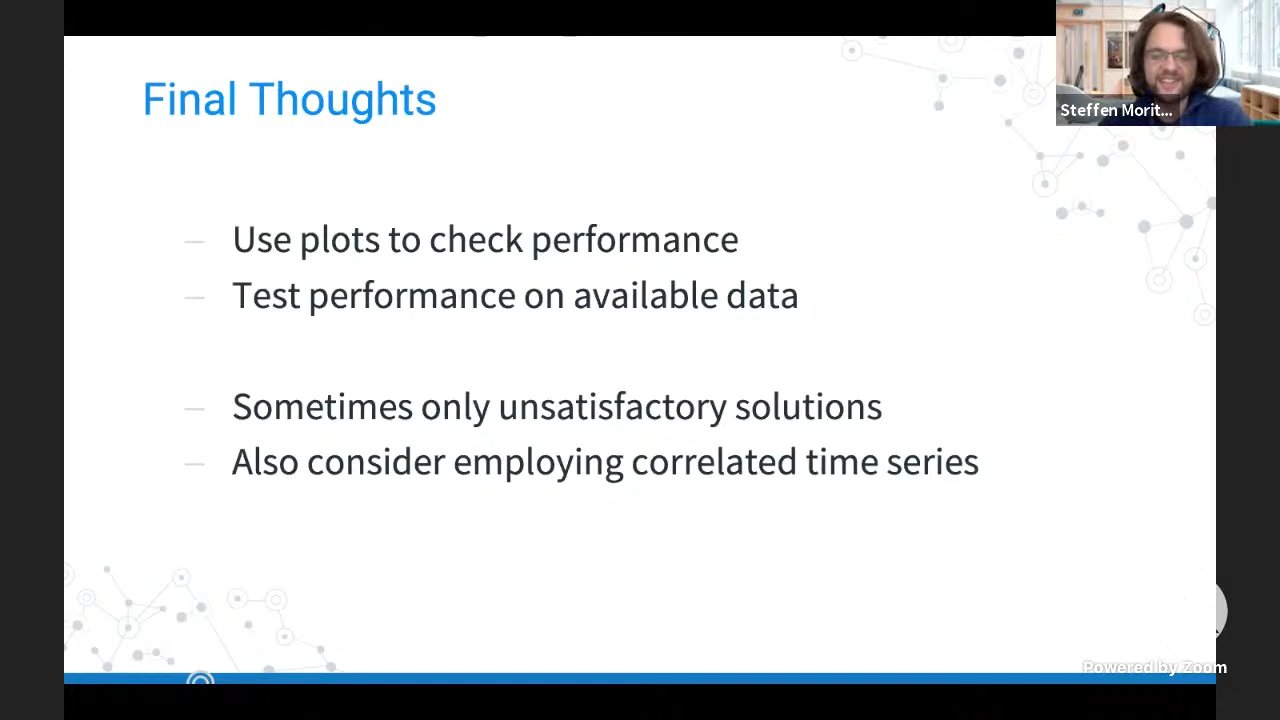 Final Thoughts
Steffen Morit...
— Use plots to check performance
— Test performance on available data
— Sometimes only unsatisfactory solutions
— Also consider employing correlated time series
Powered by Zoom